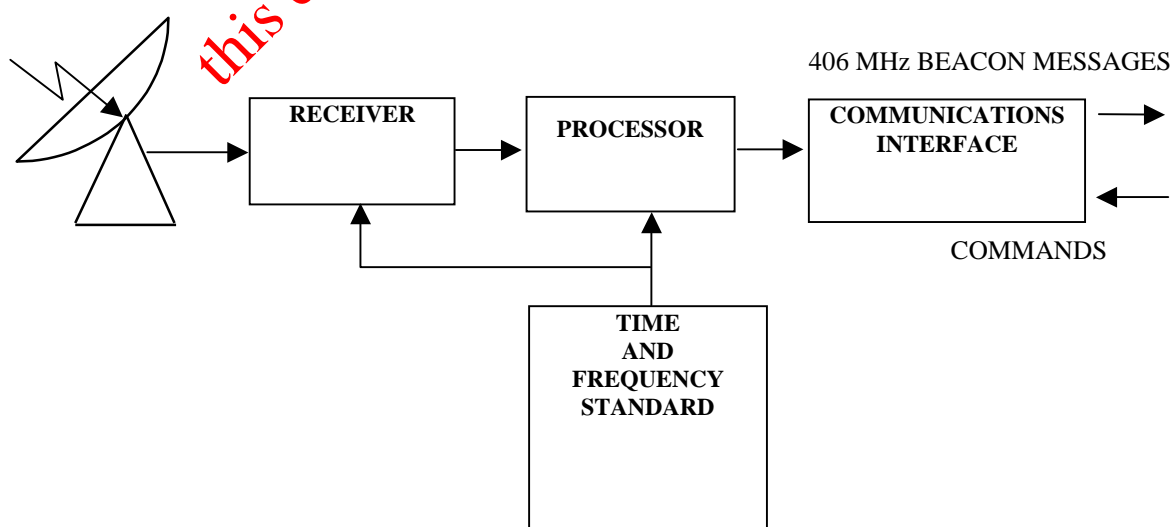 this
406 MHz BEACON MESSAGES
RECEIVER
PROCESSOR
COMMUNICATIONS
INTERFACE
COMMANDS
TIME
AND
FREQUENCY
STANDARD